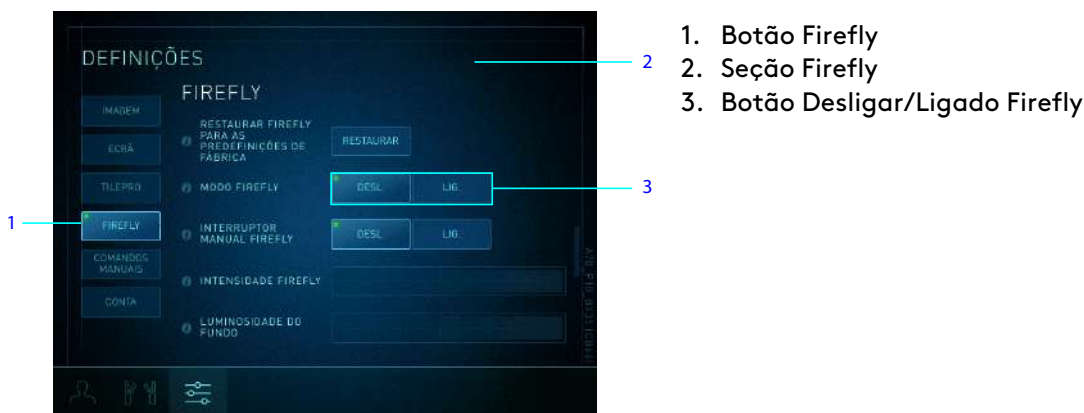 DEFINIÇÕES
FIREFLY
IMAGEM
ECRÃ
TILEPRO
FIREFLY
COMANDOS
MANUAIS
CONTA
RESTAURAR FIREFLY
PARA AS
PREDEFINIÇÕES DE
FÁBRICA
RESTAURAR
MODO FIREFLY
DESL
LIG
INTERRUPTOR
MANUAL FIREFLY
DESL
LIG
INTENSIDADE FIREFLY
LUMINOSIDADE DO
FUNDO
1
2
3
1. Botão Firefly
2. Seção Firefly
3. Botão Desligar/Ligado Firefly